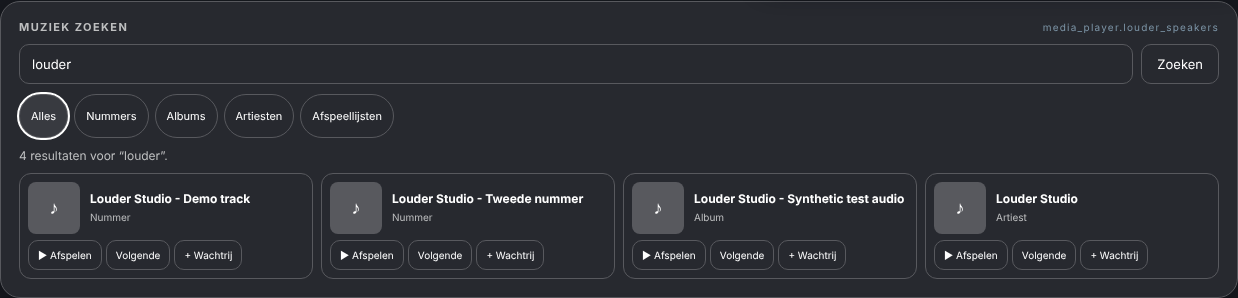 MUZIEK ZOEKEN
media_player.louder_speakers
louder
Zoeken
Alles
Nummers
Albums
Artiesten
Afspeellijsten
4 resultaten voor “louder”.
Louder Studio - Demo track
Nummer
▶ Afspelen
Volgende
+ Wachtrij
Louder Studio - Tweede nummer
Nummer
▶ Afspelen
Volgende
+ Wachtrij
Louder Studio - Synthetic test audio
Album
▶ Afspelen
Volgende
+ Wachtrij
Louder Studio
Artiest
▶ Afspelen
Volgende
+ Wachtrij